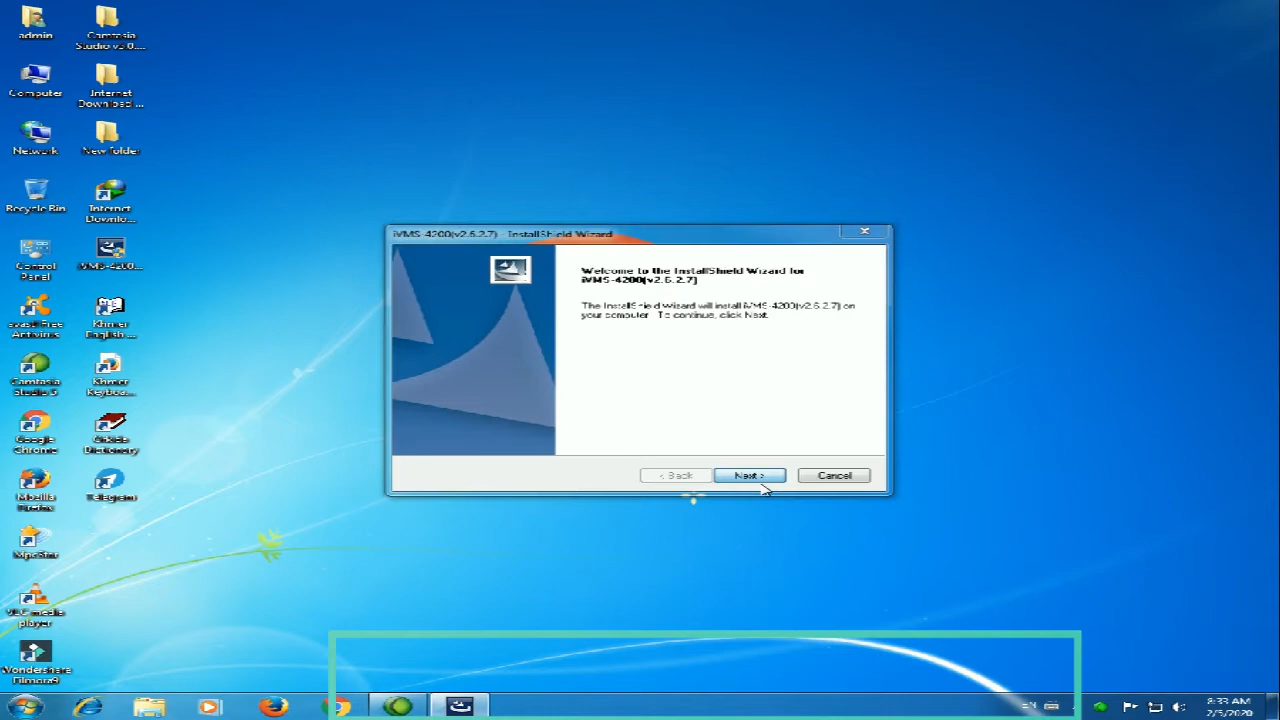 admin
Camtasia
Studio v8.0....
Computer
Internet
Download ...
Network
New folder
Recycle Bin
Internet
Downlo...
Control
Panel
iVMS-4200...
avast! Free
Antivirus
Khmer
English ...
Camtasia
Studio 5
Khmer
Keyboa...
Google
Chrome
Dictionary
Mozilla
Firefox
Telegram
MpcStar
VLC media
player
Wondershare
Filmora9
iVMS-4200(v2.6.2.7) - InstallShield Wizard
Welcome to the InstallShield Wizard for
iVMS-4200(v2.6.2.7)
The InstallShield Wizard will install iVMS-4200(v2.6.2.7) on
your computer. To continue, click Next.
< Back
Next >
Cancel
EN
8:33 AM
2/5/2020